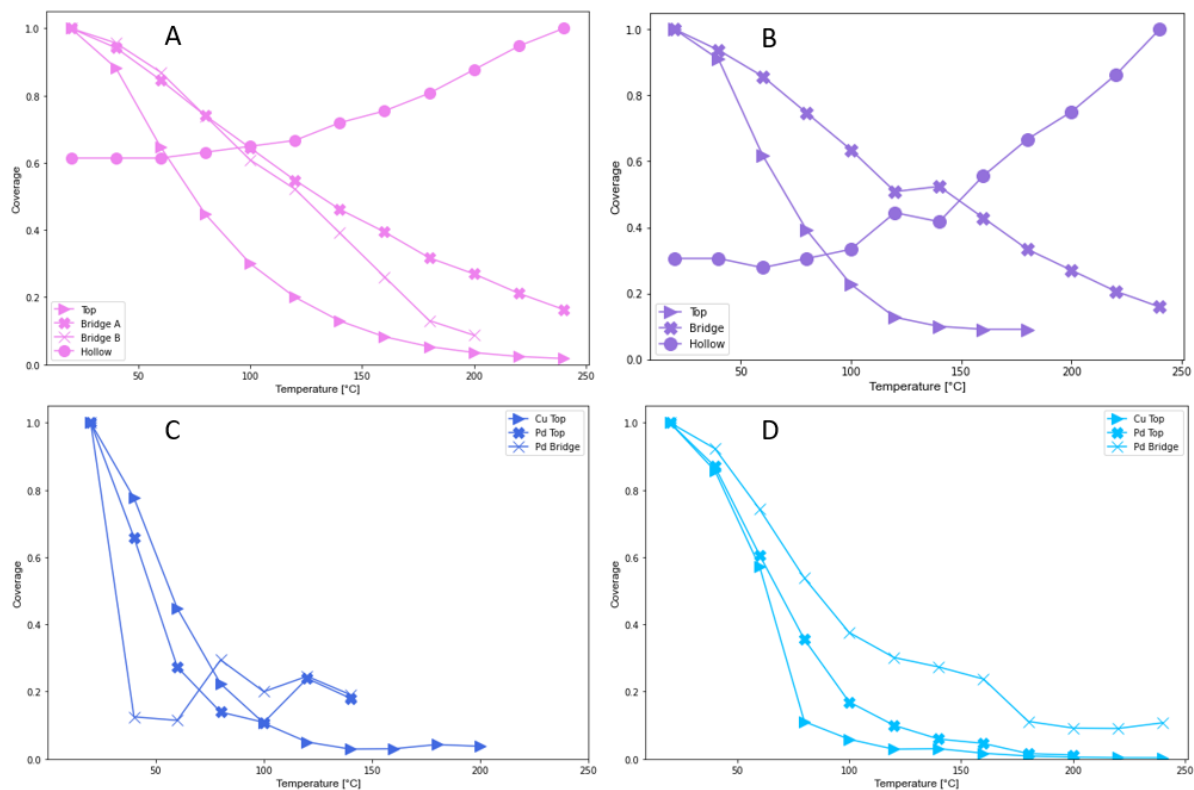 A
1.0
0.8
0.6
0.4
0.2
0.0
Coverage
Top
Bridge A
Bridge B
Hollow
50 100 150 200 250
Temperature [°C]
B
1.0
0.8
0.6
0.4
0.2
0.0
Coverage
Top
Bridge
Hollow
50 100 150 200 250
Temperature [°C]
C
1.0
0.8
0.6
0.4
0.2
0.0
Coverage
Cu Top
Pd Top
Pd Bridge
50 100 150 200 250
Temperature [°C]
D
1.0
0.8
0.6
0.4
0.2
0.0
Coverage
Cu Top
Pd Top
Pd Bridge
50 100 150 200 250
Temperature [°C]